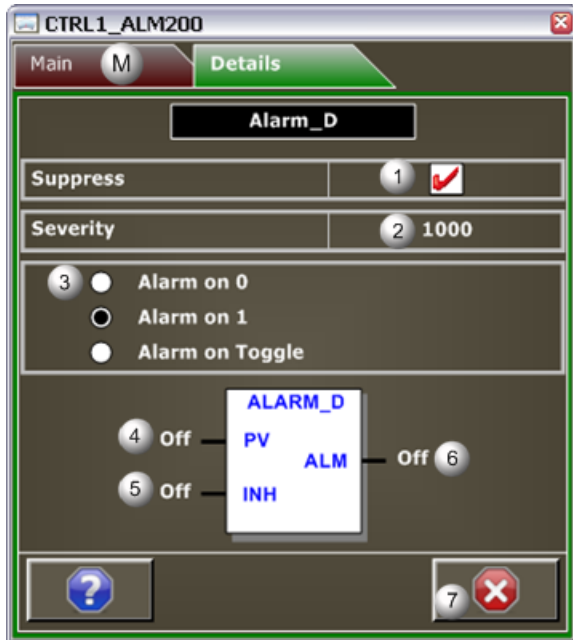 CTRL1_ALM200
Main M Details
Alarm_D
Suppress 1
Severity 2 1000
3 Alarm on 0
Alarm on 1
Alarm on Toggle
ALARM_D
4 Off PV
ALM Off 6
5 Off INH
? 7